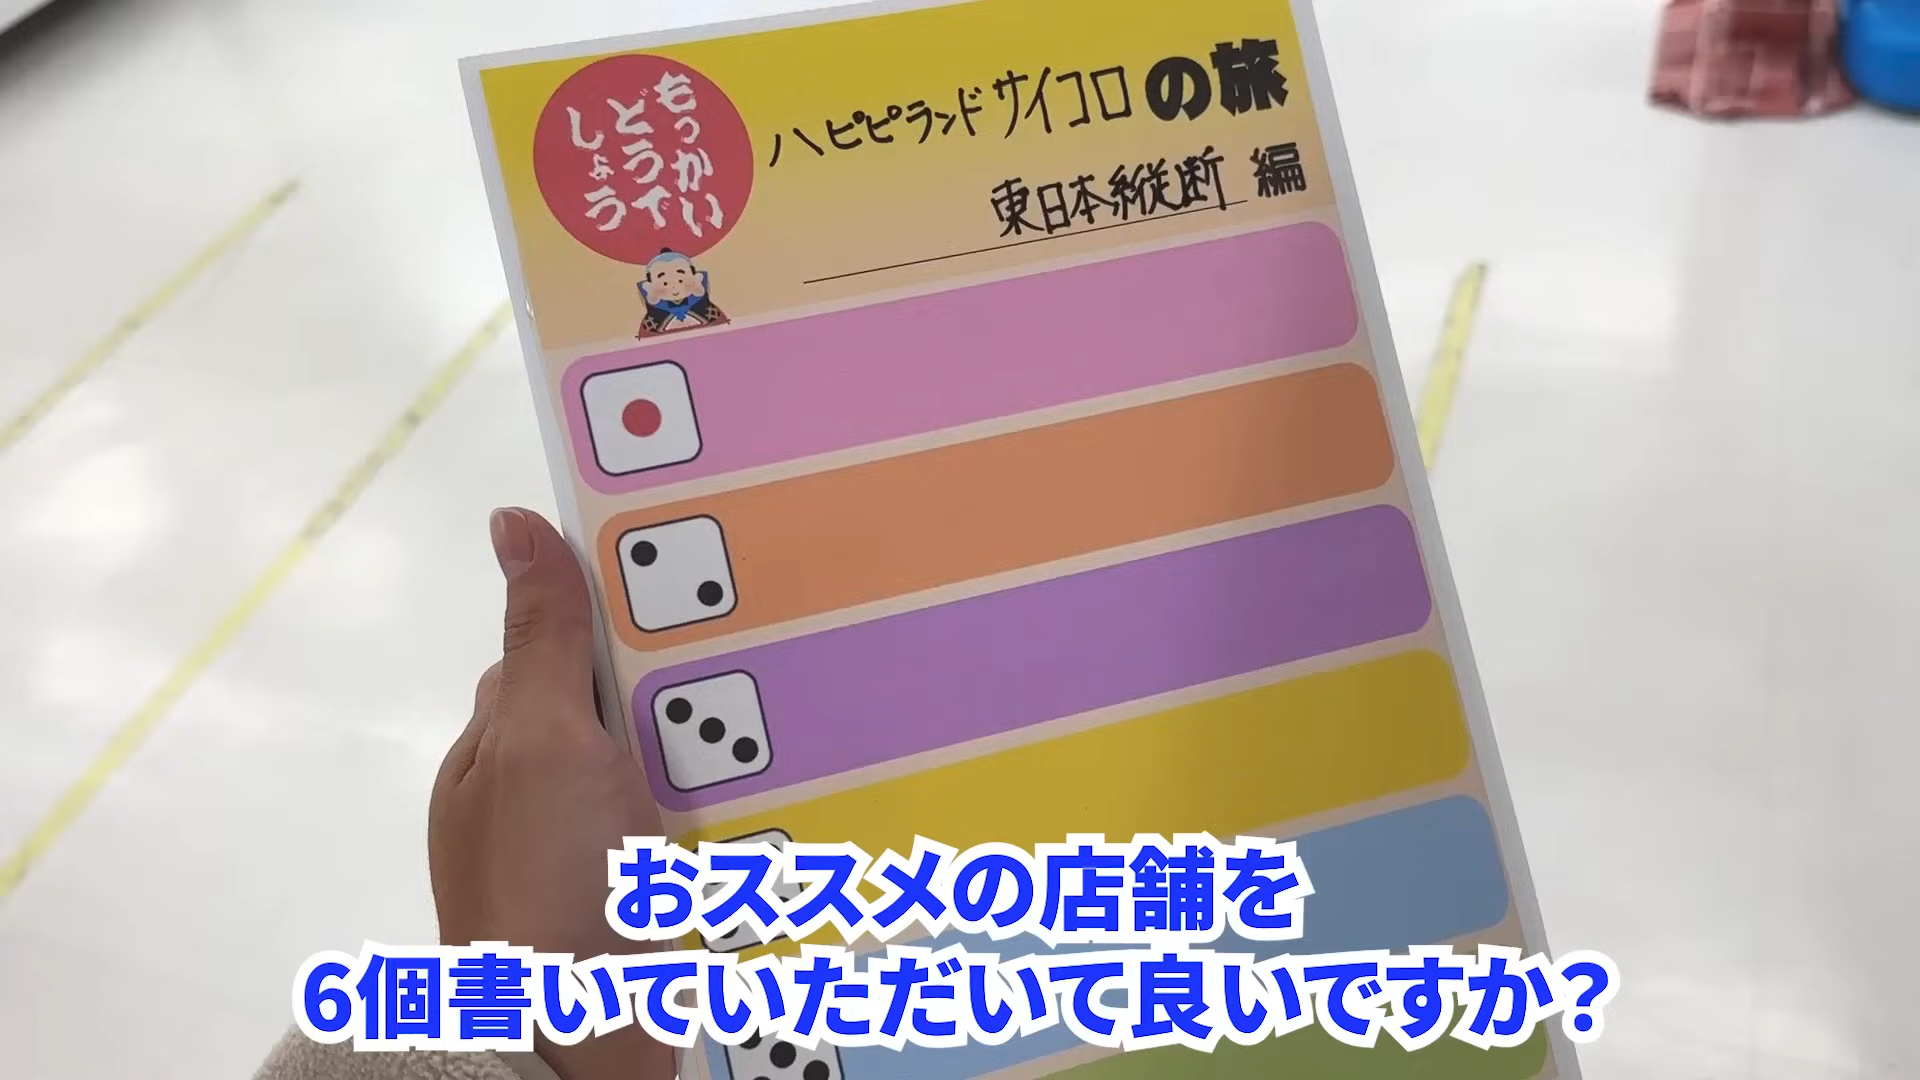 もっかい
どうで
しょう
ハピピランドサイコロの旅
東日本縦断 編
おススメの店舗を
6個書いていただいて良いですか?